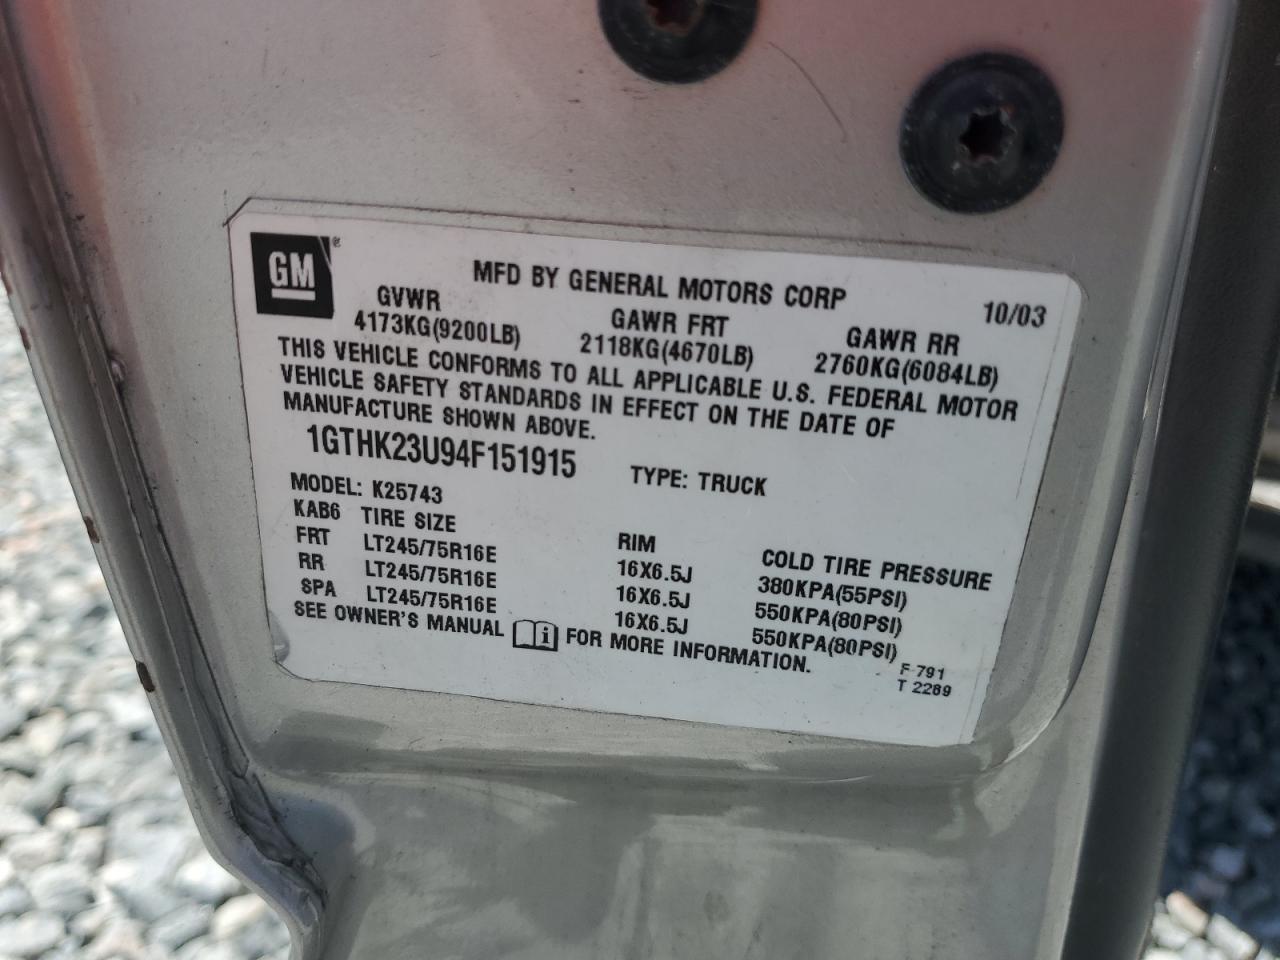 GM®
MFD BY GENERAL MOTORS CORP 10/03
GVWR GAWR FRT GAWR RR
4173KG(9200LB) 2118KG(4670LB) 2760KG(6084LB)
THIS VEHICLE CONFORMS TO ALL APPLICABLE U.S. FEDERAL MOTOR
VEHICLE SAFETY STANDARDS IN EFFECT ON THE DATE OF
MANUFACTURE SHOWN ABOVE.
1GTHK23U94F151915 TYPE: TRUCK
MODEL: K25743
KAB6 TIRE SIZE RIM COLD TIRE PRESSURE
FRT LT245/75R16E 16X6.5J 380KPA(55PSI)
RR LT245/75R16E 16X6.5J 550KPA(80PSI)
SPA LT245/75R16E 16X6.5J 550KPA(80PSI)
SEE OWNER'S MANUAL i FOR MORE INFORMATION.
F 791
T 2289